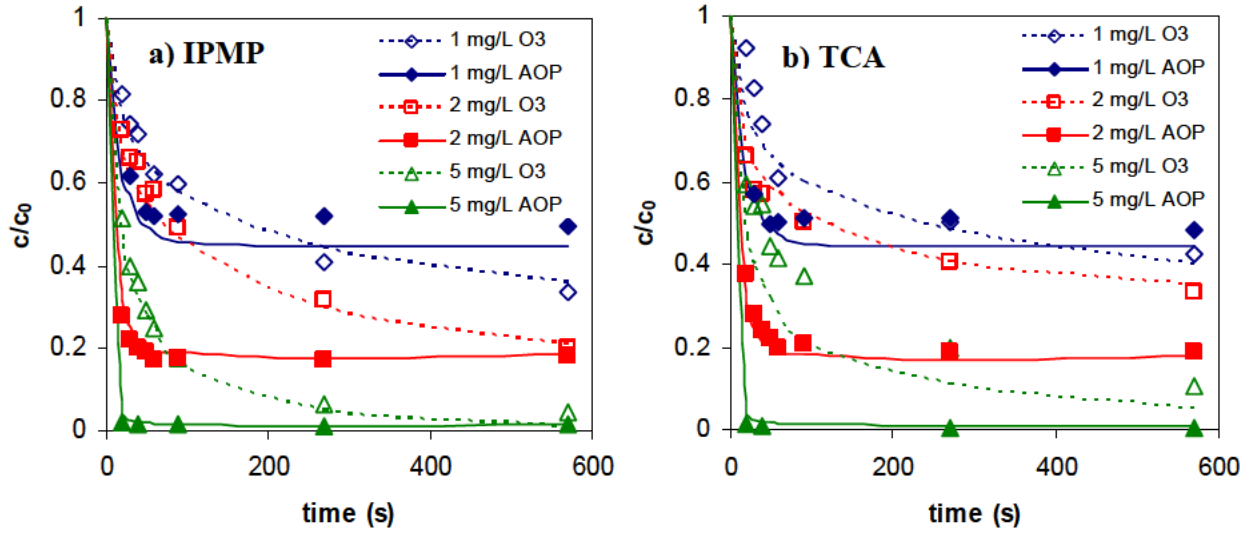 a) IPMP
1 mg/L O3
1 mg/L AOP
2 mg/L O3
2 mg/L AOP
5 mg/L O3
5 mg/L AOP
1
0.8
0.6
0.4
0.2
0
c/c0
0 200 400 600
time (s)
b) TCA
1 mg/L O3
1 mg/L AOP
2 mg/L O3
2 mg/L AOP
5 mg/L O3
5 mg/L AOP
1
0.8
0.6
0.4
0.2
0
c/c0
0 200 400 600
time (s)